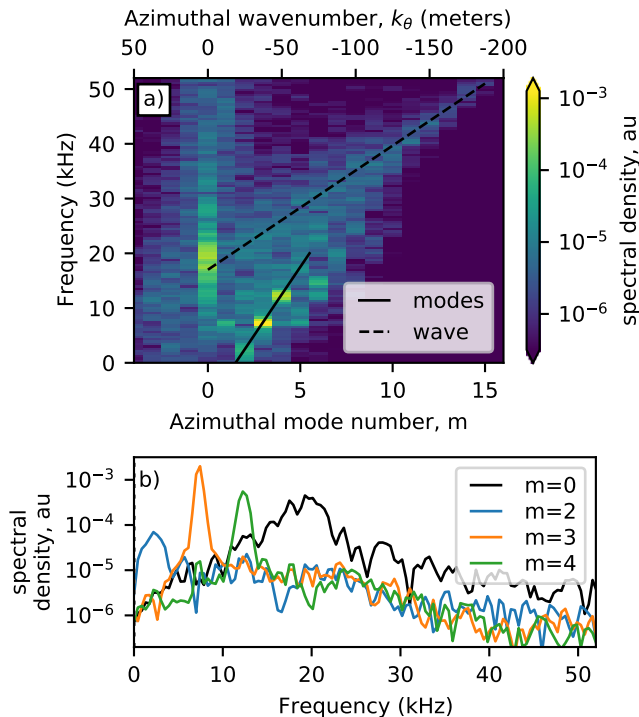 Azimuthal wavenumber, k_θ (meters)
50 0 -50 -100 -150 -200
a)
50
40
30
20
10
0
Frequency (kHz)
modes
wave
0 5 10 15
Azimuthal mode number, m
10⁻³
10⁻⁴
10⁻⁵
10⁻⁶
spectral density, au
b)
10⁻³
10⁻⁴
10⁻⁵
10⁻⁶
spectral
density, au
m=0
m=2
m=3
m=4
0 10 20 30 40 50
Frequency (kHz)